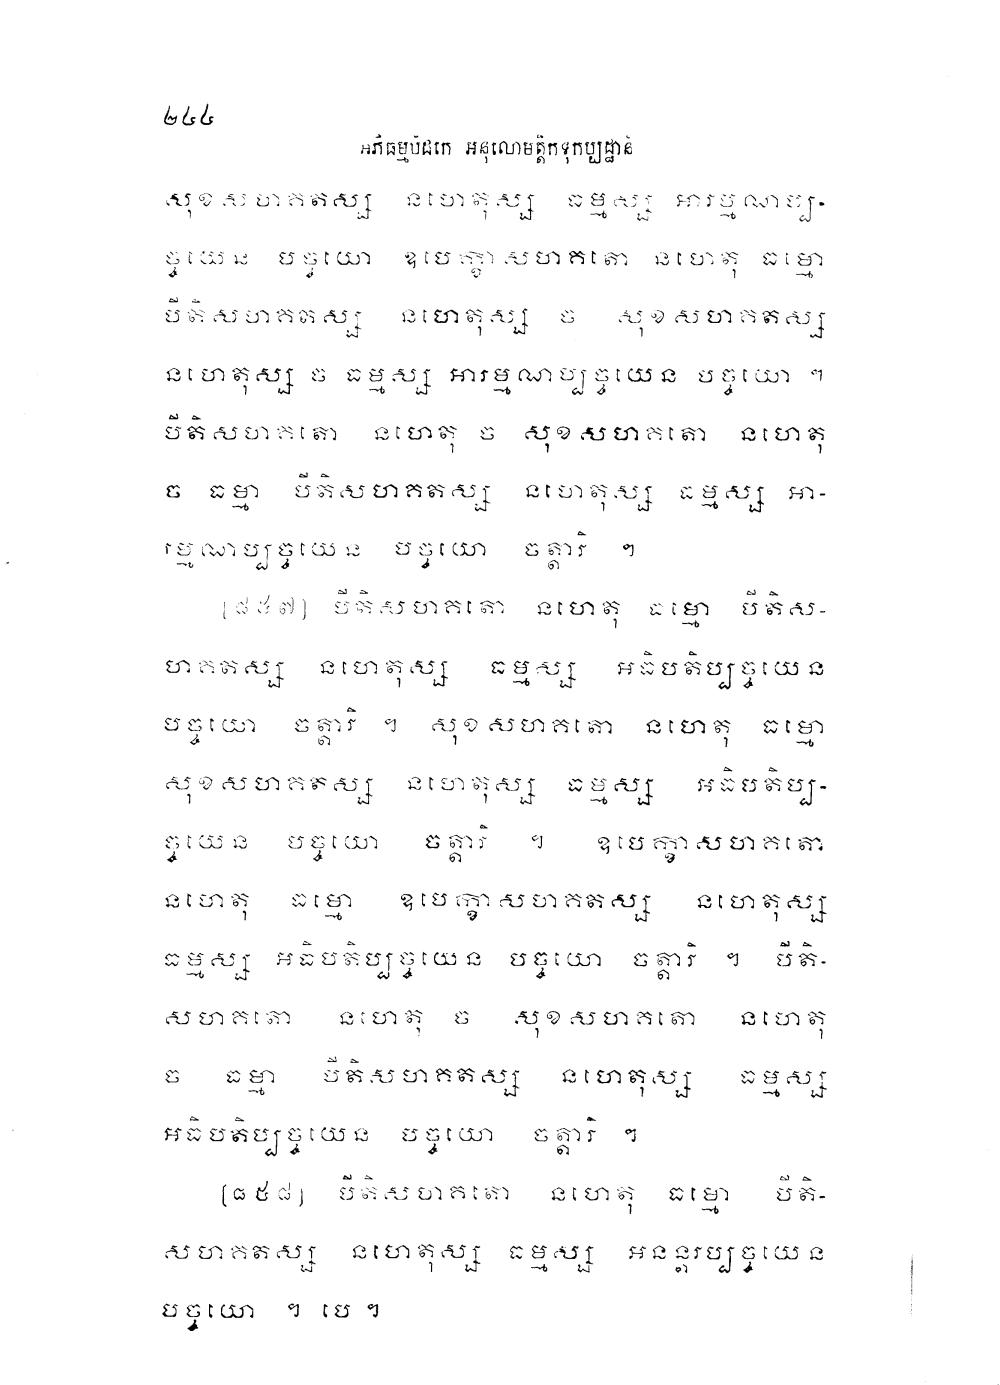 ២៤៤
អភិធម្មបិដកេ អនុលោមត្តិកទុកប្បដ្ឋានំ
សុខសហគតស្ស នហេតុស្ស ធម្មស្ស អារម្មណប្ប-
ច្ចយេន បច្ចយោ ឧបេក្ខាសហគតោ នហេតុ ធម្មោ
បីតិសហគតស្ស នហេតុស្ស ច សុខសហគតស្ស
នហេតុស្ស ច ធម្មស្ស អារម្មណប្បច្ចយេន បច្ចយោ ។
បីតិសហគតោ នហេតុ ច សុខសហគតោ នហេតុ
ច ធម្មា បីតិសហគតស្ស នហេតុស្ស ធម្មស្ស អា-
រម្មណប្បច្ចយេន បច្ចយោ ចត្តារិ ។
[៨៥៧] បីតិសហគតោ នហេតុ ធម្មោ បីតិស-
ហគតស្ស នហេតុស្ស ធម្មស្ស អធិបតិប្បច្ចយេន
បច្ចយោ ចត្តារិ ។ សុខសហគតោ នហេតុ ធម្មោ
សុខសហគតស្ស នហេតុស្ស ធម្មស្ស អធិបតិប្ប-
ច្ចយេន បច្ចយោ ចត្តារិ ។ ឧបេក្ខាសហគតោ
នហេតុ ធម្មោ ឧបេក្ខាសហគតស្ស នហេតុស្ស
ធម្មស្ស អធិបតិប្បច្ចយេន បច្ចយោ ចត្តារិ ។ បីតិ-
សហគតោ នហេតុ ច សុខសហគតោ នហេតុ
ច ធម្មា បីតិសហគតស្ស នហេតុស្ស ធម្មស្ស
អធិបតិប្បច្ចយេន បច្ចយោ ចត្តារិ ។
[៨៥៨] បីតិសហគតោ នហេតុ ធម្មោ បីតិ-
សហគតស្ស នហេតុស្ស ធម្មស្ស អនន្តរប្បច្ចយេន
បច្ចយោ ។ បេ ។